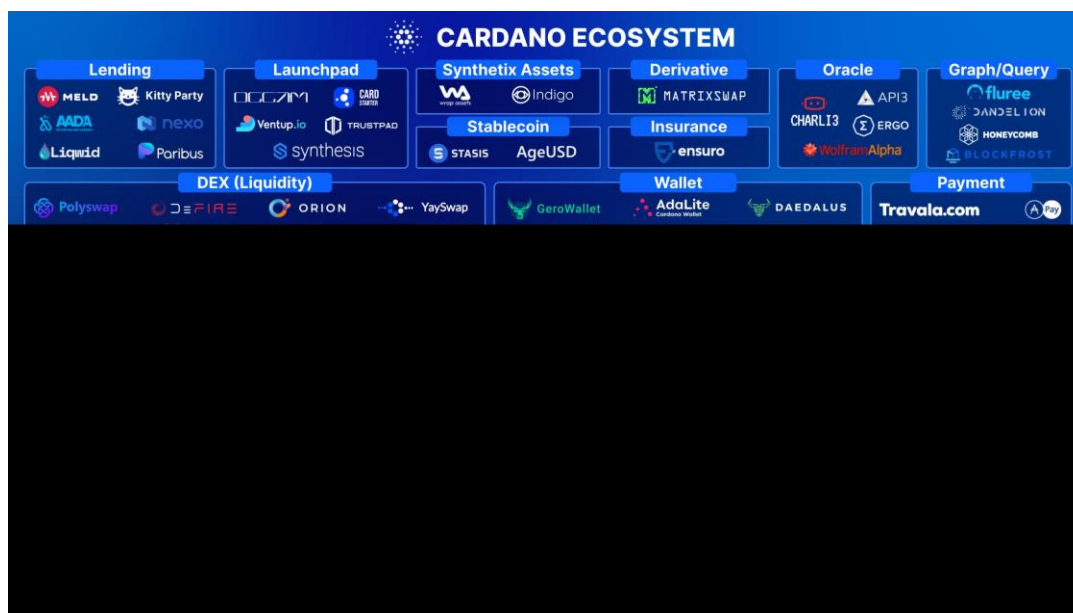 CARDANO ECOSYSTEM
Lending
MELD
Kitty Party
AADA
nexo
Liqwid
Paribus
Launchpad
OCCAM
CARD
STARTER
Ventup.io
TRUSTPAD
synthesis
Synthetix Assets
wrap assets
Indigo
Stablecoin
STASIS
AgeUSD
Derivative
MATRIXSWAP
Insurance
ensuro
Oracle
CHARLI3
API3
ERGO
WolframAlpha
Graph/Query
fluree
DANDELION
HONEYCOMB
BLOCKFROST
DEX (Liquidity)
Polyswap
DEFIRE
ORION
YaySwap
Wallet
GeroWallet
AdaLite
Cardano Wallet
DAEDALUS
Payment
Travala.com
Pay